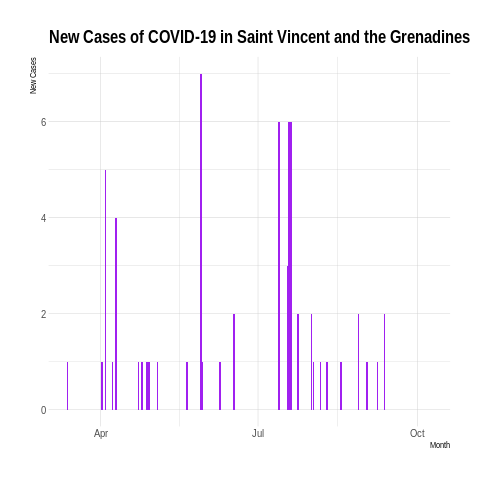 New Cases of COVID-19 in Saint Vincent and the Grenadines
New Cases
6
4
2
0
Apr
Jul
Oct
Month